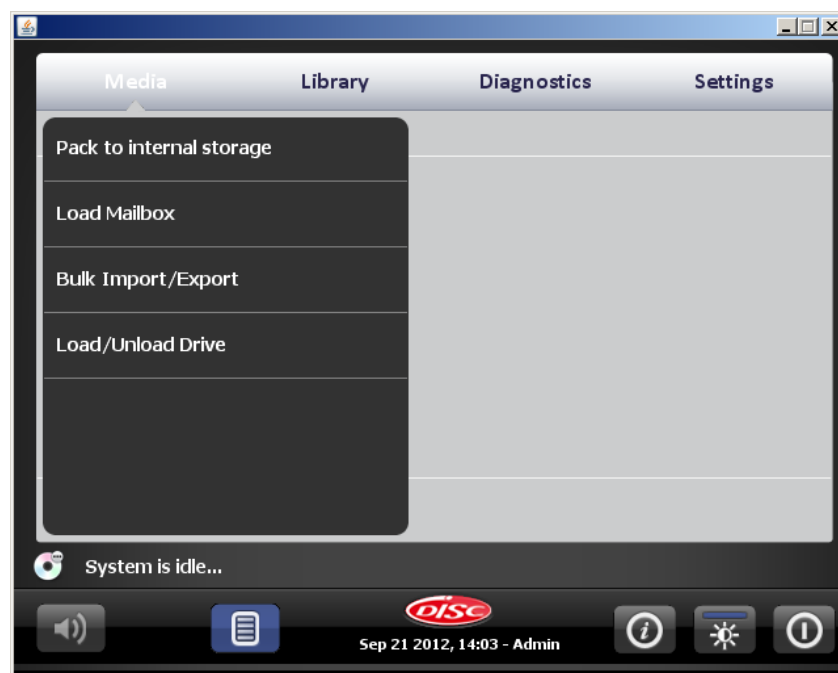 Media Library Diagnostics Settings
Pack to internal storage
Load Mailbox
Bulk Import/Export
Load/Unload Drive
System is idle...
DISC
Sep 21 2012, 14:03 - Admin